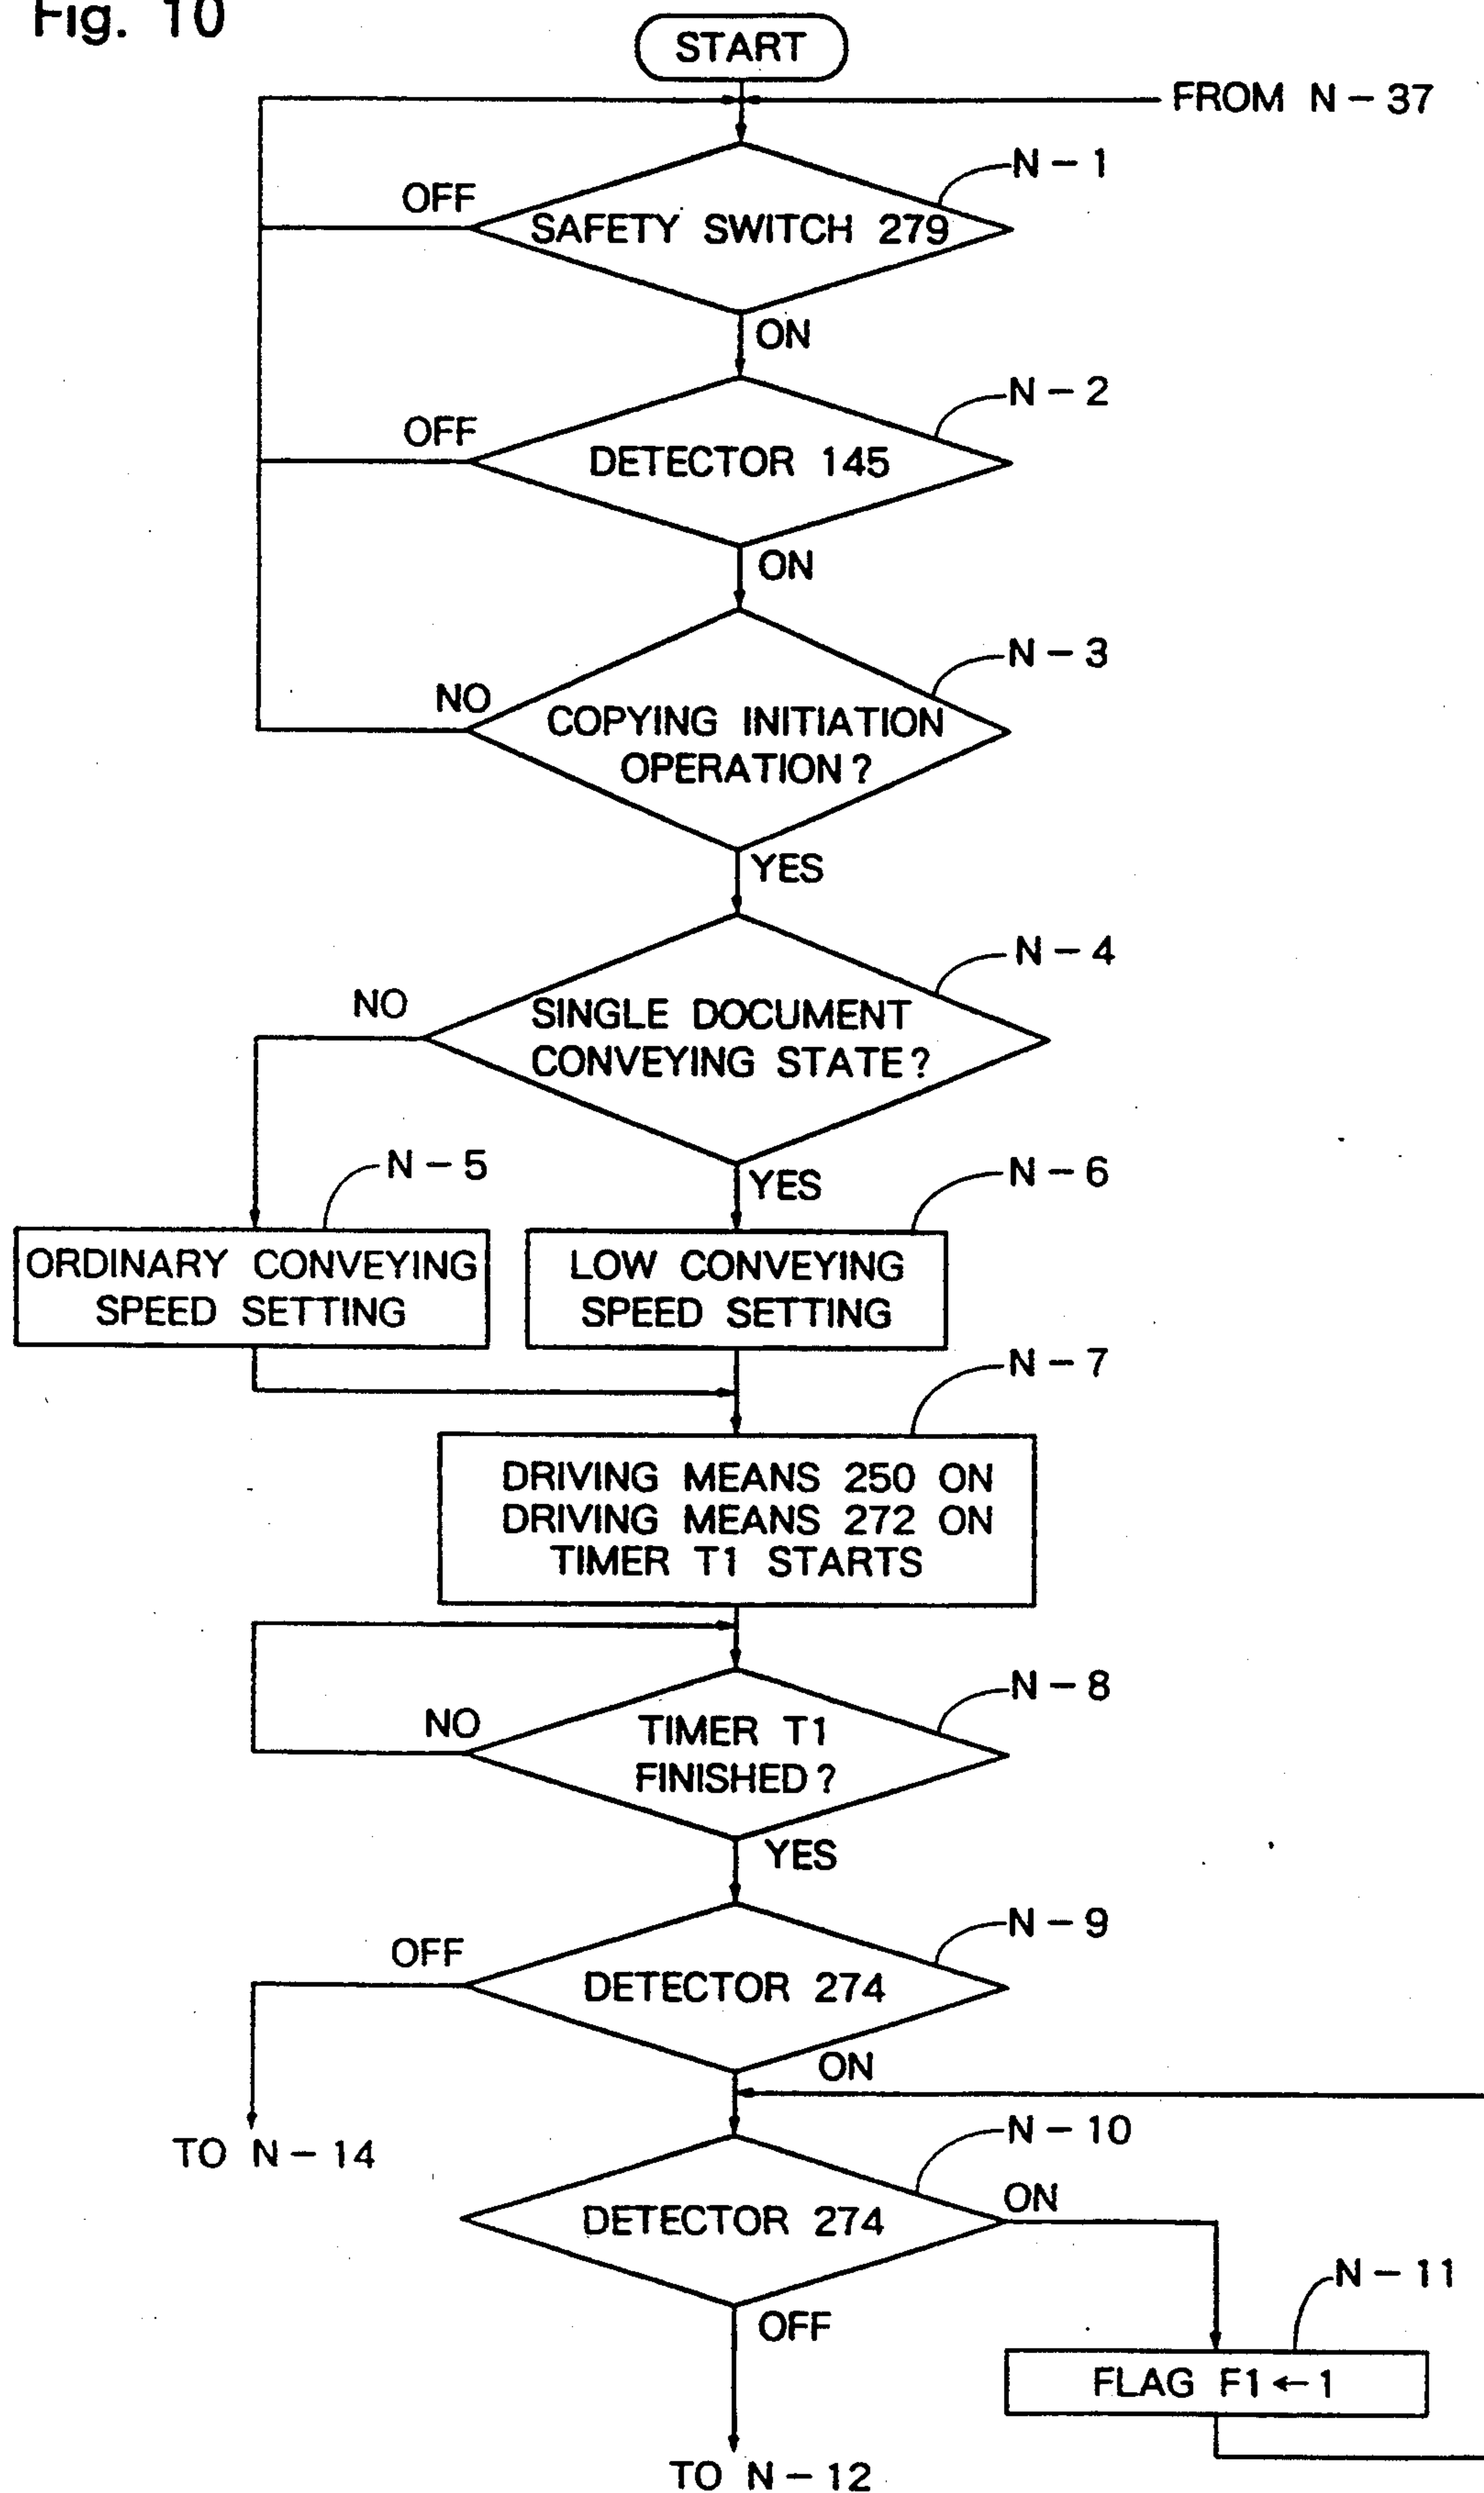 Fig. 10
START
FROM N-37
N-1
OFF
SAFETY SWITCH 279
ON
N-2
OFF
DETECTOR 145
ON
N-3
NO
COPYING INITIATION
OPERATION?
YES
N-4
NO
SINGLE DOCUMENT
CONVEYING STATE?
N-5
YES
N-6
ORDINARY CONVEYING
SPEED SETTING
LOW CONVEYING
SPEED SETTING
N-7
DRIVING MEANS 250 ON
DRIVING MEANS 272 ON
TIMER T1 STARTS
N-8
NO
TIMER T1
FINISHED?
YES
N-9
OFF
DETECTOR 274
ON
N-10
TO N-14
ON
DETECTOR 274
N-11
OFF
FLAG F1←1
TO N-12